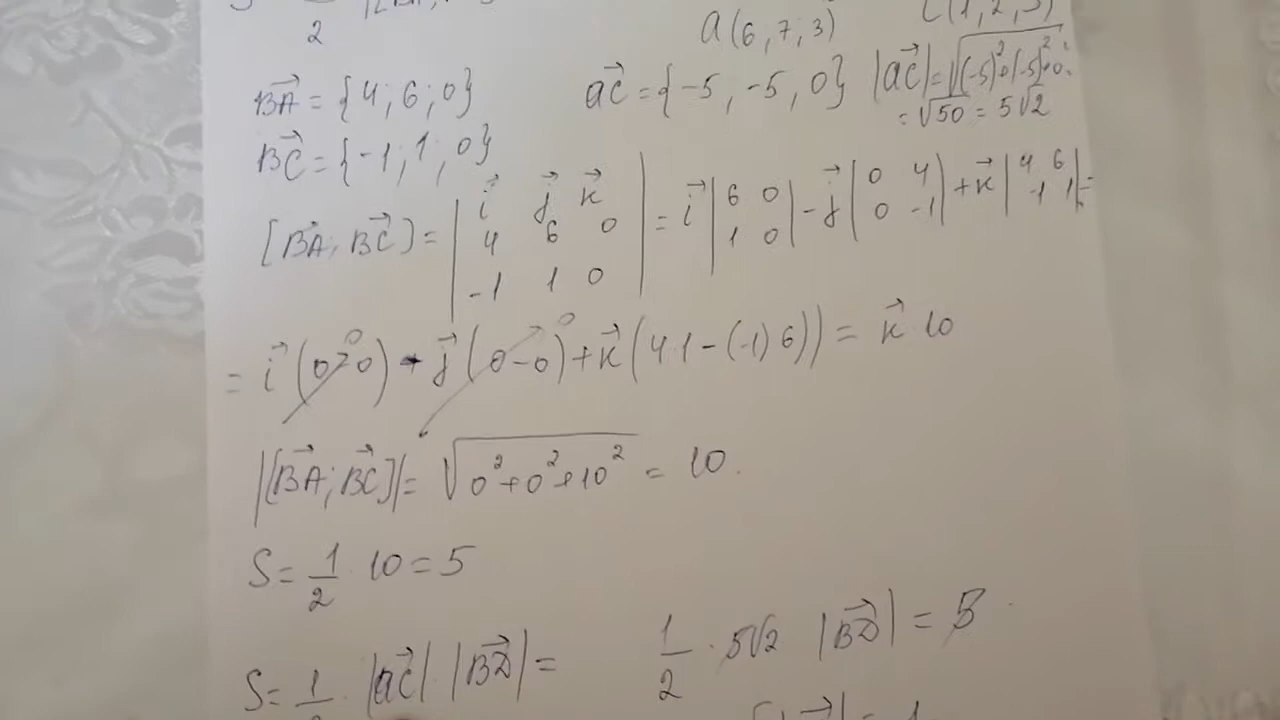 a(6,7,3) C(1,2,3)
BA = {4; 6; 0} aC = {-5, -5, 0} |aC| = √(-5)²+(-5)²+0²
= √50 = 5√2
BC = {-1; 1; 0}
[BA; BC] = | i j k | = i | 6 0 | - j | 0 4 | + k | 4 6 | =
| 4 6 0 | | 1 0 | | 0 -1 | | -1 1 |
| -1 1 0 |
= i (0-0) - j (0-0) + k (4·1-(-1)6)) = k 10
|[BA; BC]| = √0²+0²+10² = 10.
S = 1/2 · 10 = 5
S = 1/2 · |aC| · |BD| = 1/2 · 5√2 |BD| = 5